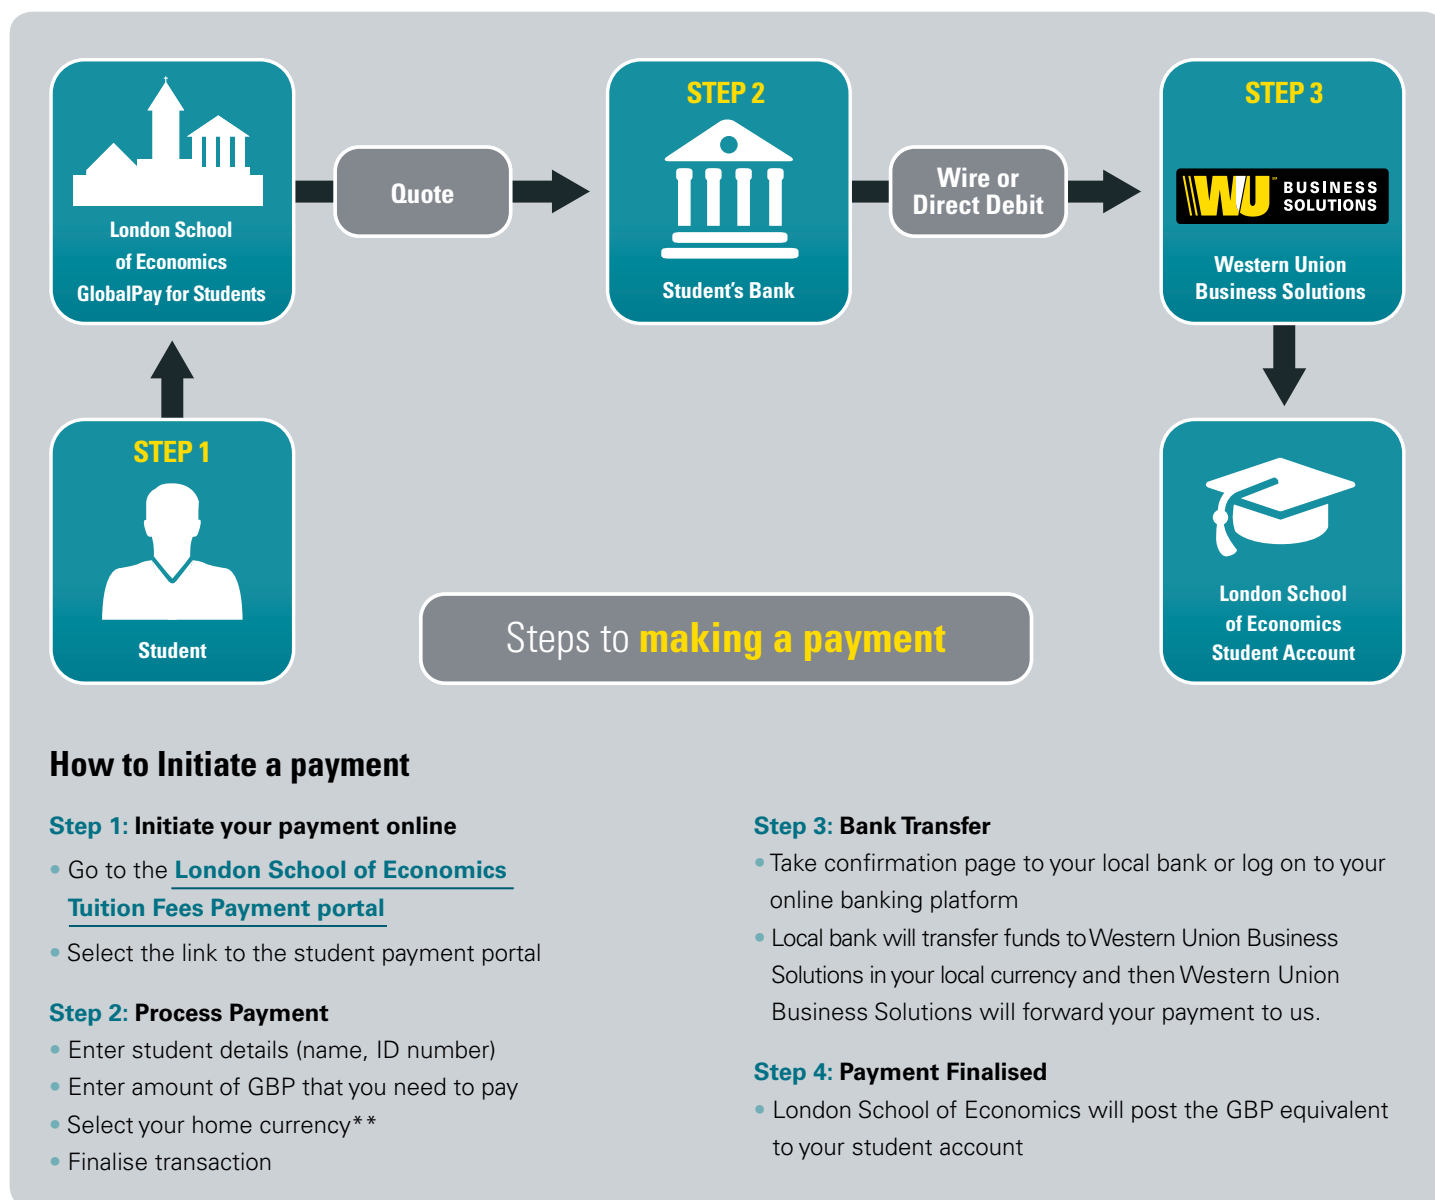 London School
of Economics
GlobalPay for Students
Quote
STEP 2
Student's Bank
Wire or
Direct Debit
STEP 3
WU BUSINESS
SOLUTIONS
Western Union
Business Solutions
STEP 1
Student
Steps to making a payment
London School
of Economics
Student Account
How to Initiate a payment
Step 1: Initiate your payment online
• Go to the London School of Economics
Tuition Fees Payment portal
• Select the link to the student payment portal
Step 2: Process Payment
• Enter student details (name, ID number)
• Enter amount of GBP that you need to pay
• Select your home currency**
• Finalise transaction
Step 3: Bank Transfer
• Take confirmation page to your local bank or log on to your
online banking platform
• Local bank will transfer funds to Western Union Business
Solutions in your local currency and then Western Union
Business Solutions will forward your payment to us.
Step 4: Payment Finalised
• London School of Economics will post the GBP equivalent
to your student account